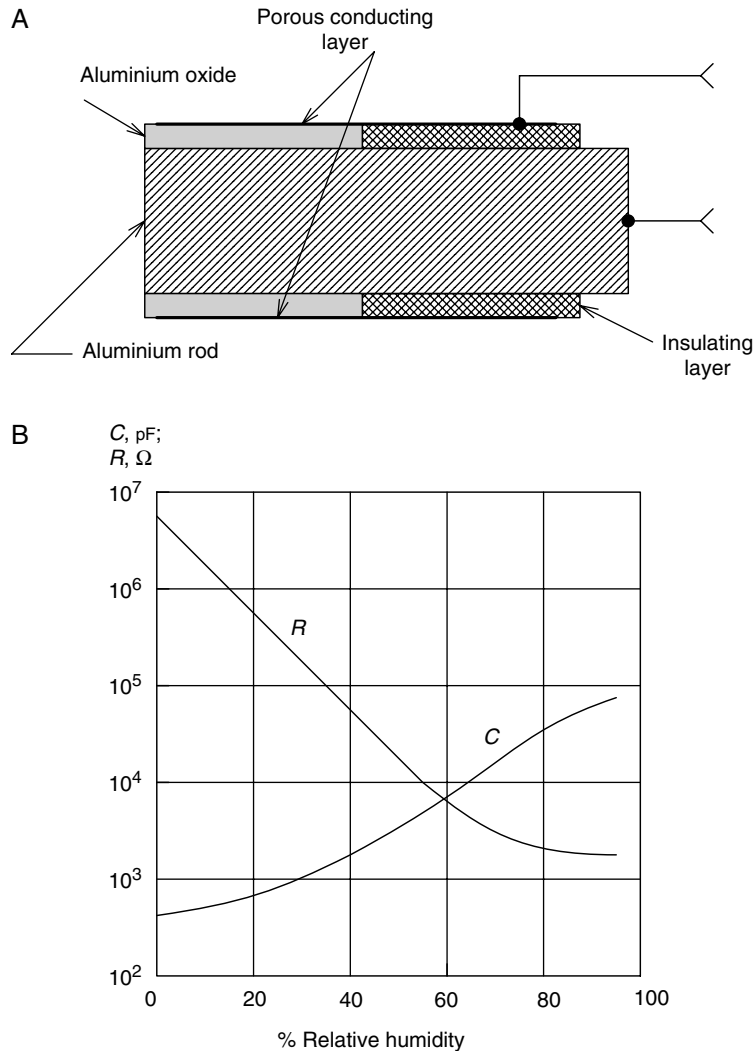 A
Porous conducting
layer
Aluminium oxide
Aluminium rod
Insulating
layer
B
C, pF;
R, Ω
10⁷
10⁶
R
10⁵
C
10⁴
10³
10²
0 20 40 60 80 100
% Relative humidity